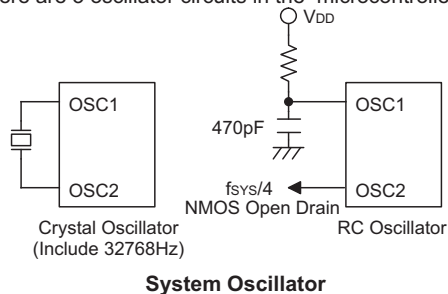 ere are 3 oscillator circuits in the microcontroller
VDD
OSC1
OSC2
Crystal Oscillator
(Include 32768Hz)
470pF
OSC1
fSYS/4
OSC2
NMOS Open Drain
RC Oscillator
System Oscillator